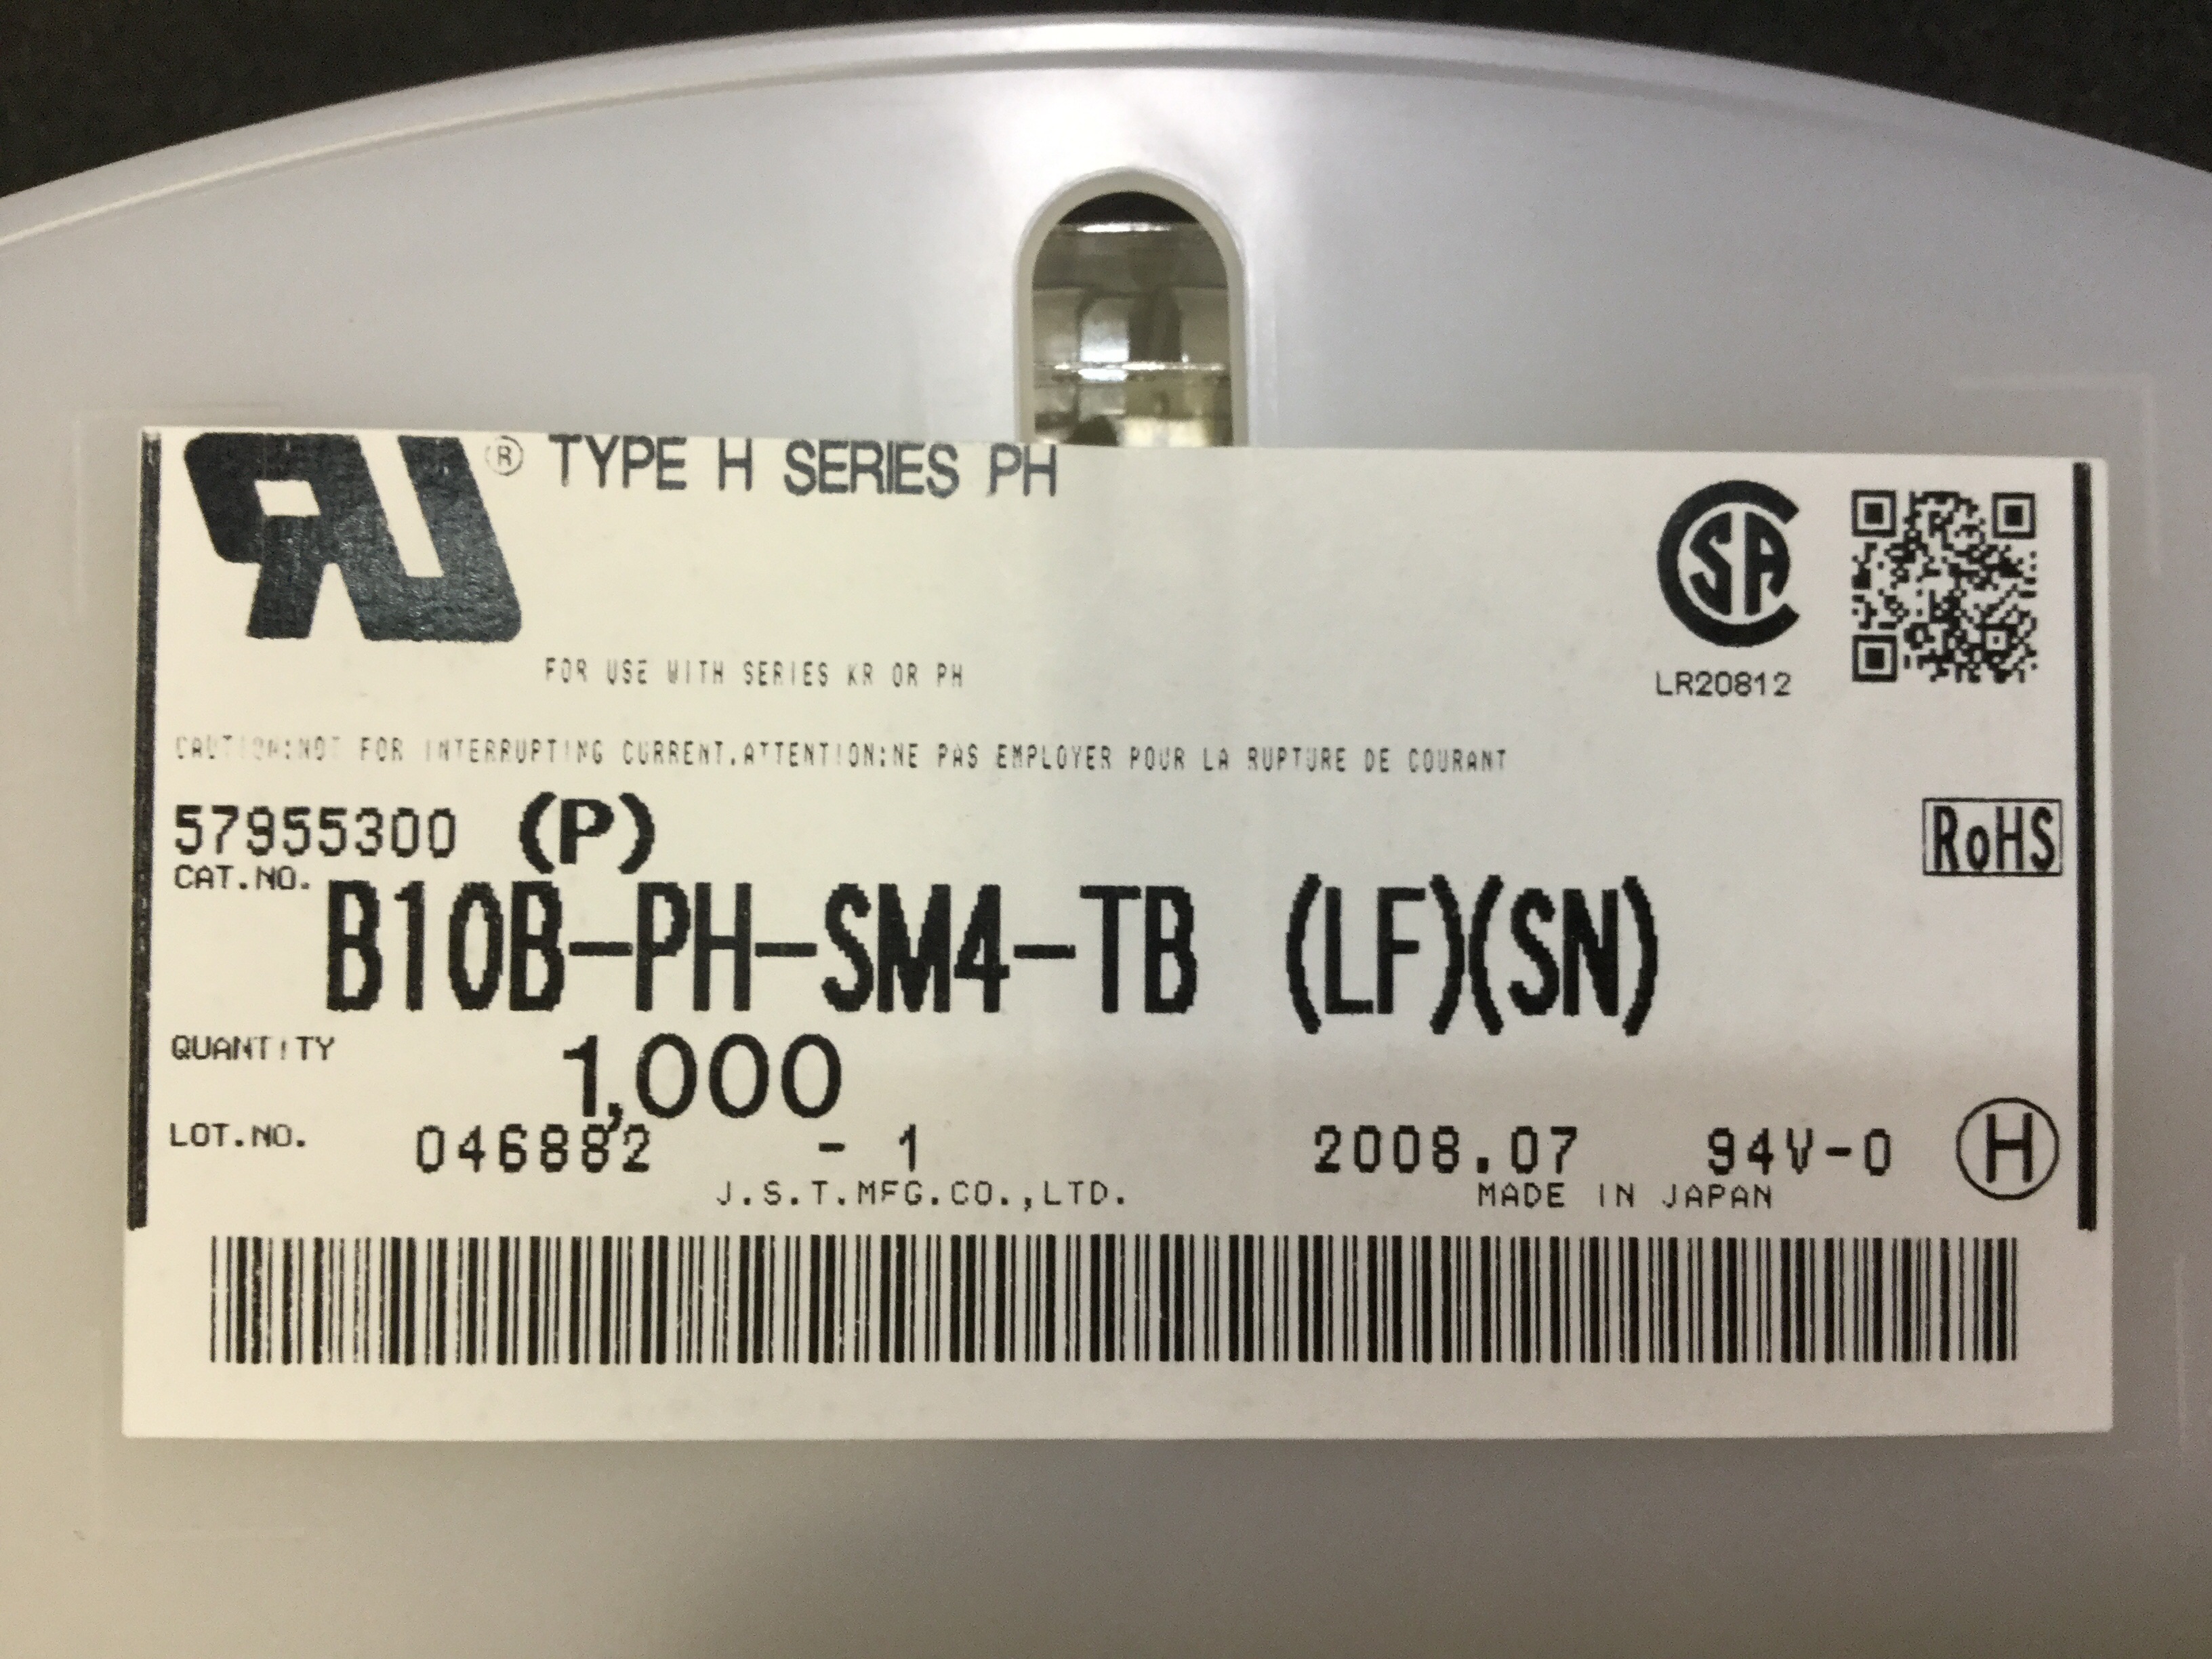 ® TYPE H SERIES PH
CSA
FOR USE WITH SERIES KR OR PH
LR20812
CAUTION:NOT FOR INTERRUPTING CURRENT.ATTENTION:NE PAS EMPLOYER POUR LA RUPTURE DE COURANT
57955300 (P)
RoHS
CAT.NO.
B10B-PH-SM4-TB (LF)(SN)
QUANTITY 1,000
LOT.NO. 046882 - 1 2008.07 94V-0 H
J.S.T.MFG.CO.,LTD. MADE IN JAPAN